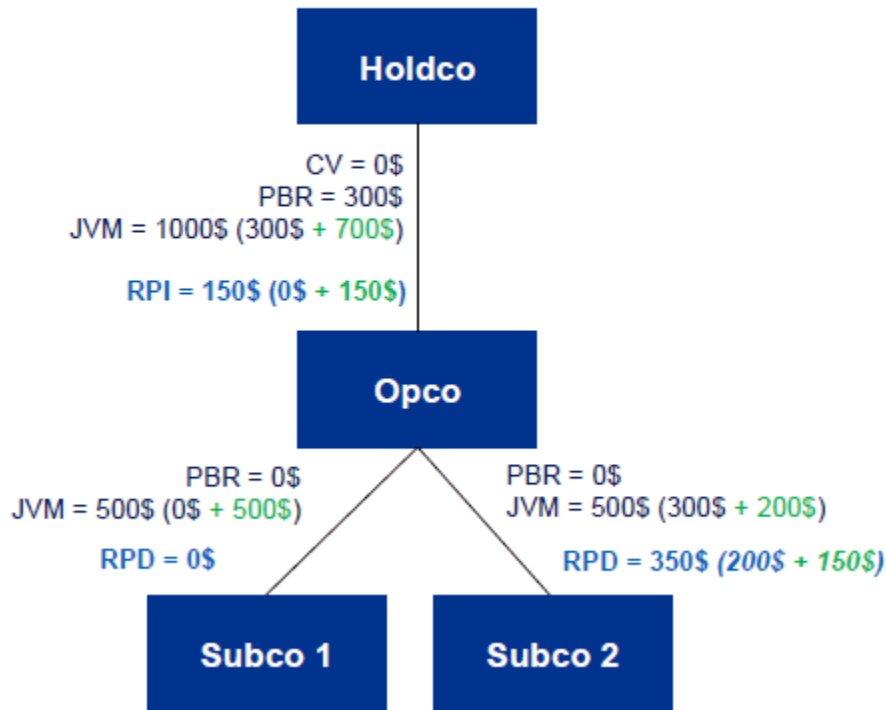 Holdco
CV = 0$
PBR = 300$
JVM = 1000$ (300$ + 700$)
RPI = 150$ (0$ + 150$)
Opco
PBR = 0$
JVM = 500$ (0$ + 500$)
RPD = 0$
PBR = 0$
JVM = 500$ (300$ + 200$)
RPD = 350$ (200$ + 150$)
Subco 1
Subco 2